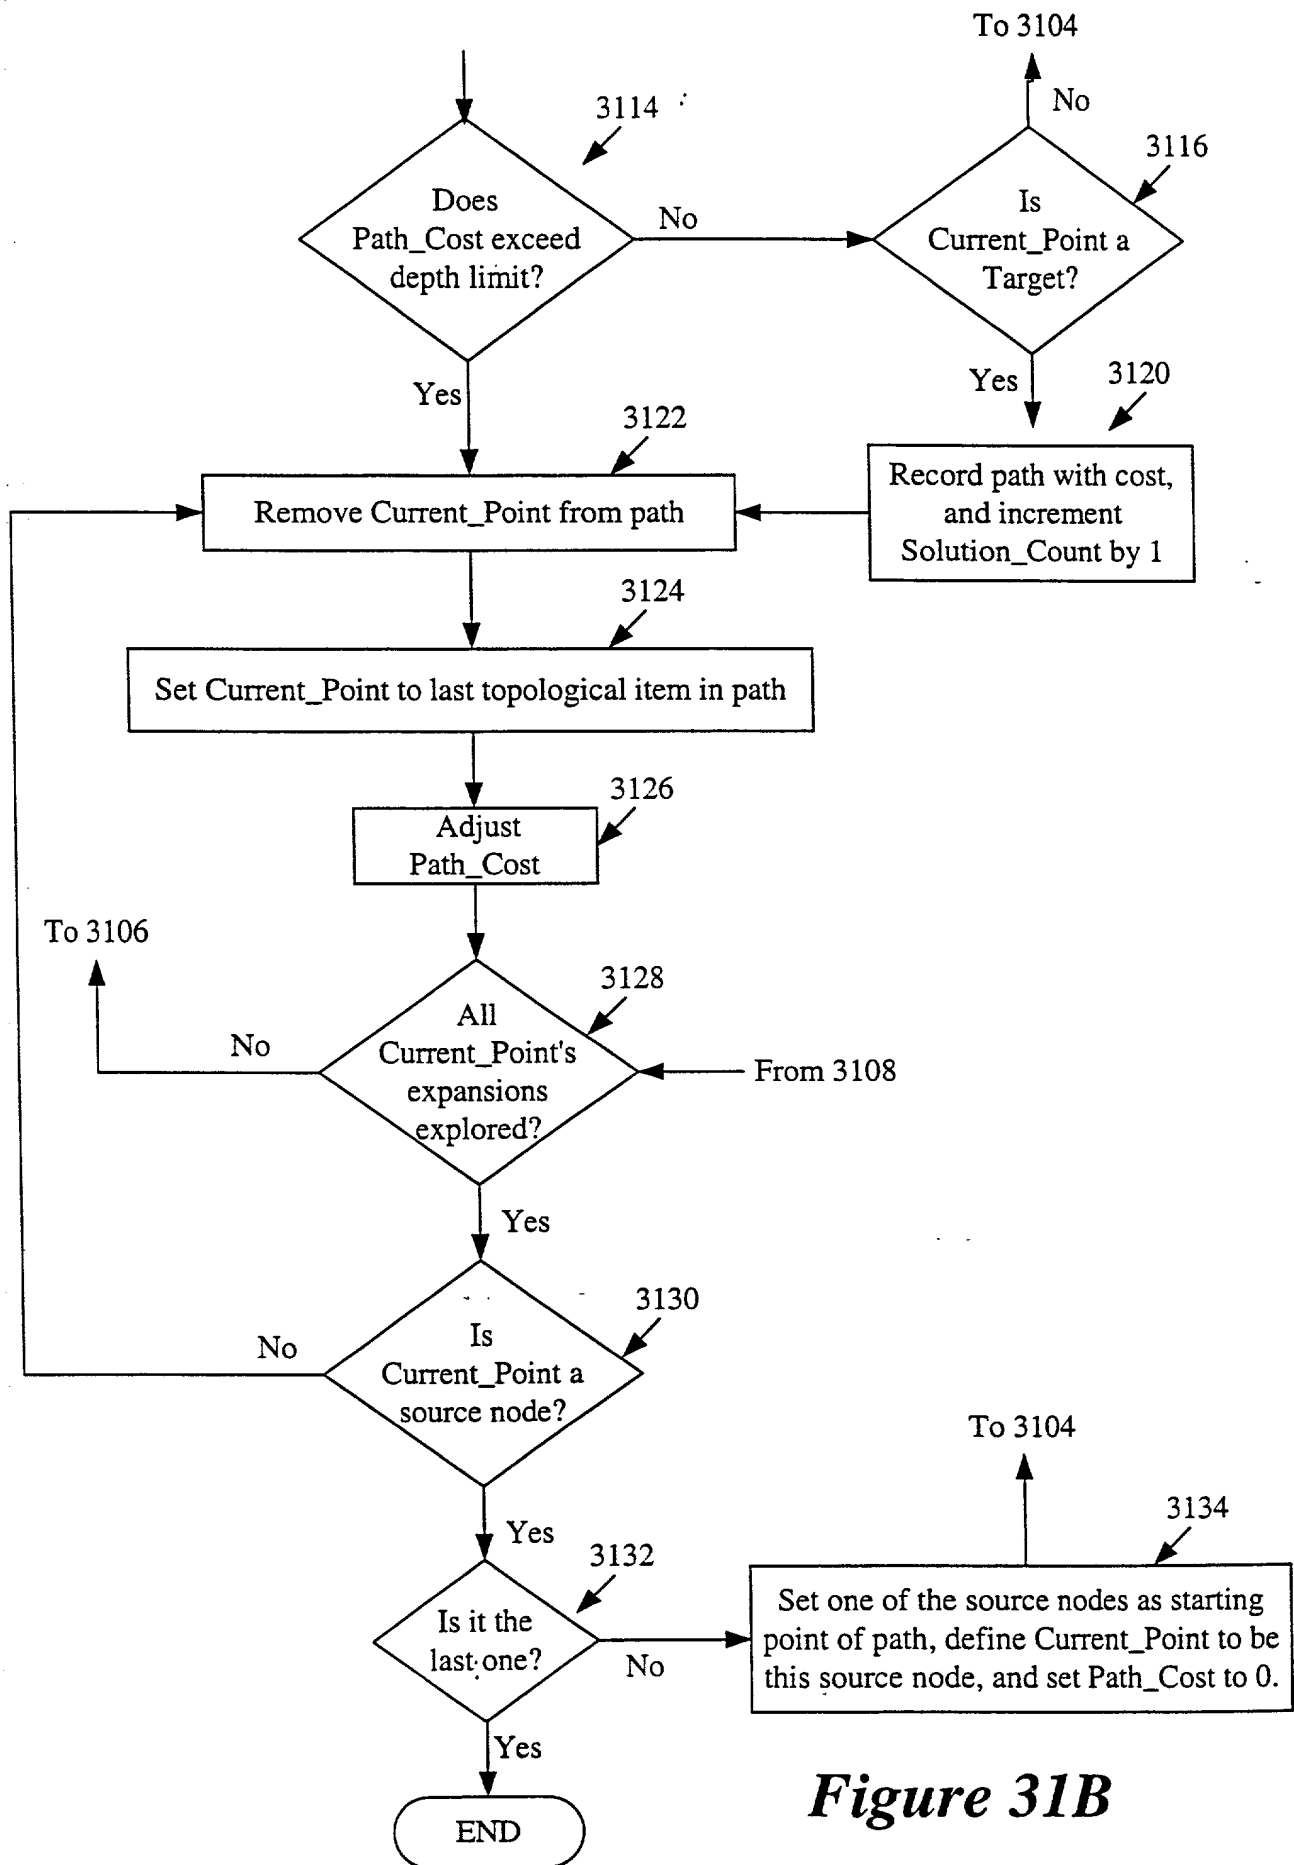 To 3104
No
3114
3116
Does
Path_Cost exceed
depth limit?
No
Is
Current_Point a
Target?
Yes
Yes
3120
3122
Record path with cost,
and increment
Solution_Count by 1
Remove Current_Point from path
3124
Set Current_Point to last topological item in path
3126
Adjust
Path_Cost
To 3106
3128
All
Current_Point's
expansions
explored?
No
From 3108
Yes
3130
Is
Current_Point a
source node?
No
To 3104
Yes
3134
3132
Is it the
last one?
No
Set one of the source nodes as starting
point of path, define Current_Point to be
this source node, and set Path_Cost to 0.
Yes
END
Figure 31B